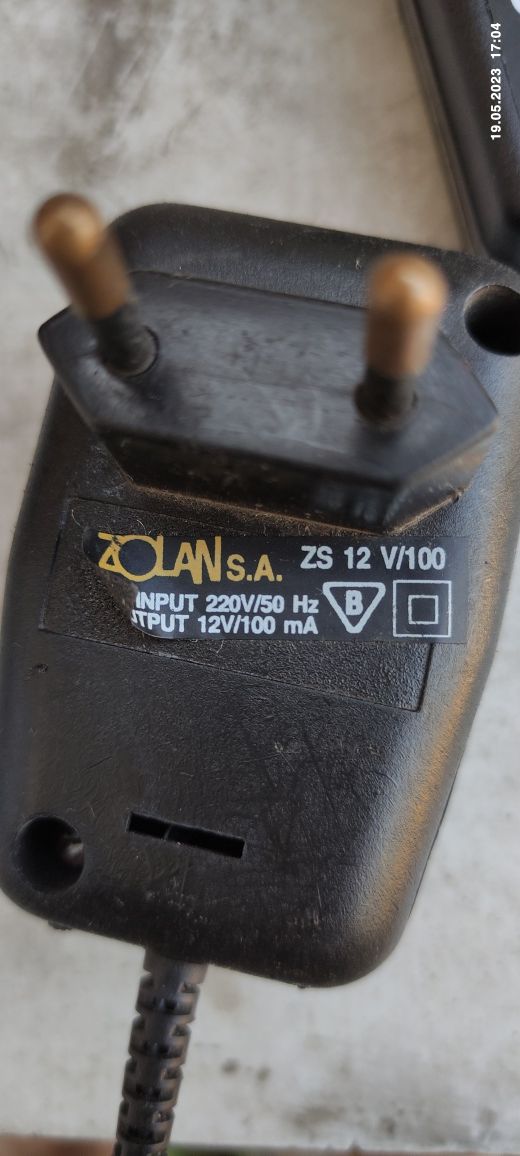 19.05.2023 17:04
ZOLAN S.A. ZS 12 V/100
INPUT 220V/50 Hz
12V/100 mA
B